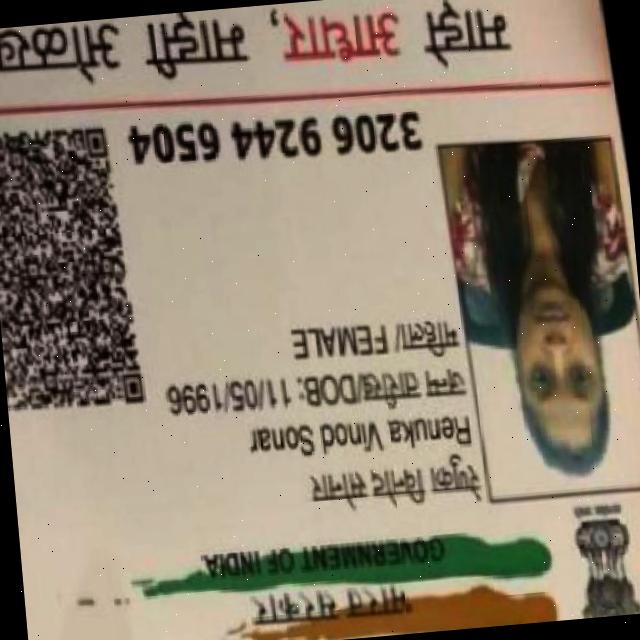 भारत सरकार
GOVERNMENT OF INDIA
रेणुका विनोद सोनार
Renuka Vinod Sonar
जन्म तारीख/DOB: 11/05/1996
महिला/ FEMALE
3206 9244 6504
माझे आधार, माझी ओळख